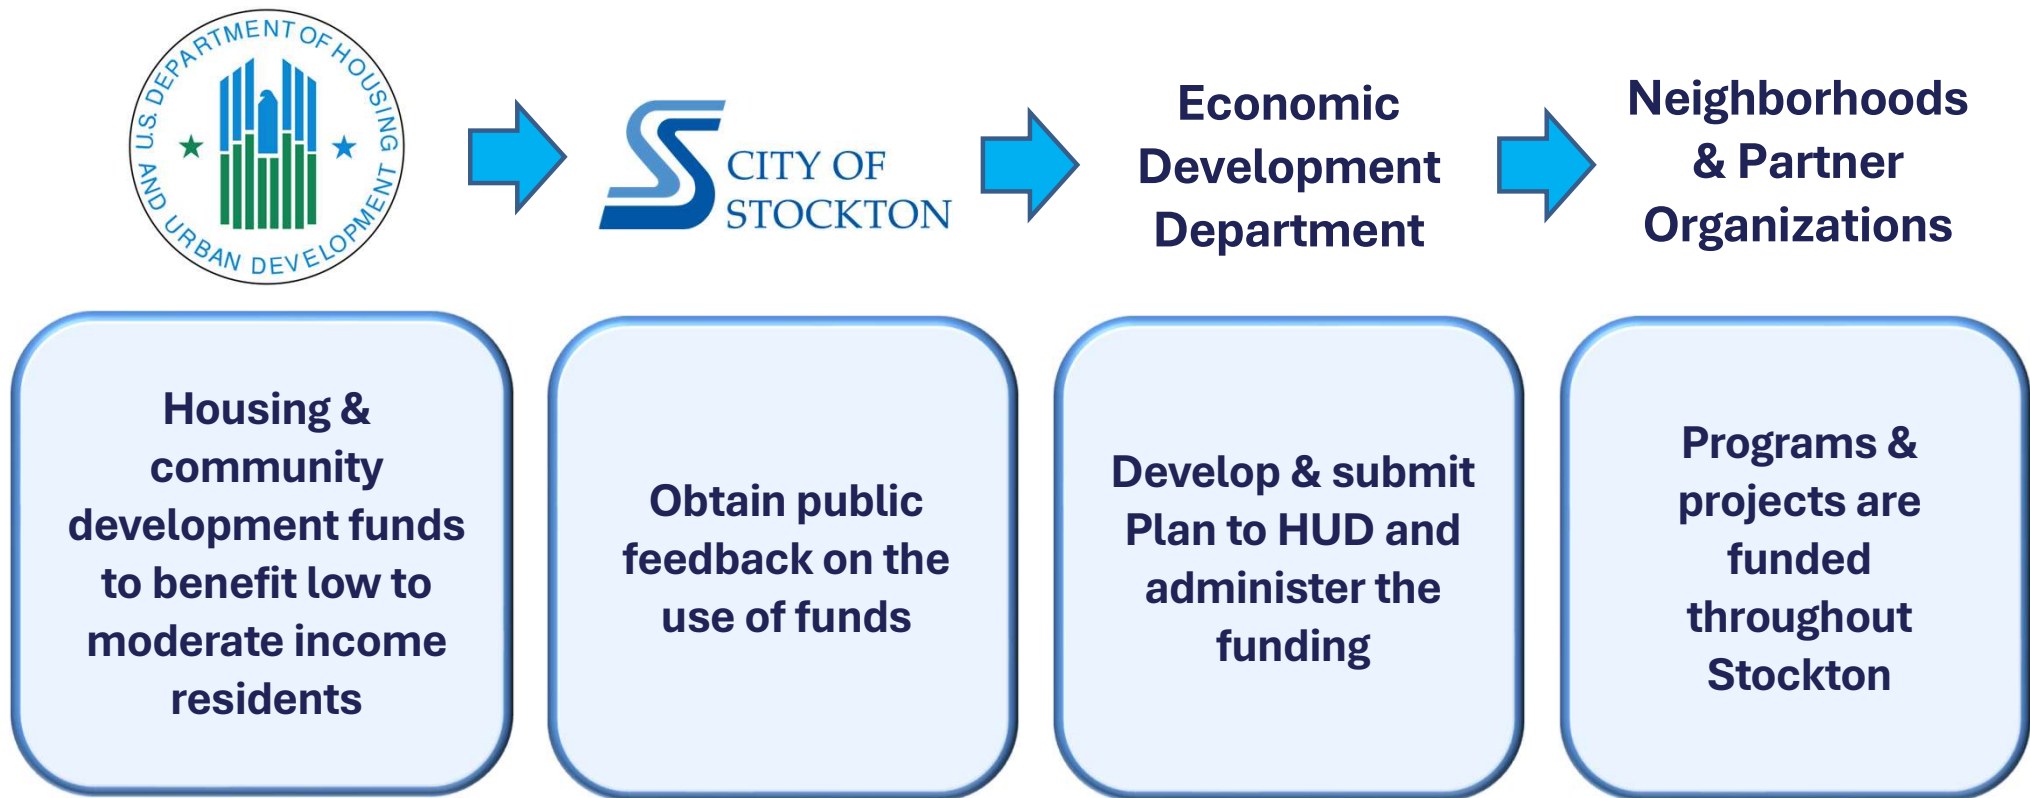 U.S. DEPARTMENT OF HOUSING
AND URBAN DEVELOPMENT
CITY OF
STOCKTON
Economic
Development
Department
Neighborhoods
& Partner
Organizations
Housing &
community
development funds
to benefit low to
moderate income
residents
Obtain public
feedback on the
use of funds
Develop & submit
Plan to HUD and
administer the
funding
Programs &
projects are
funded
throughout
Stockton